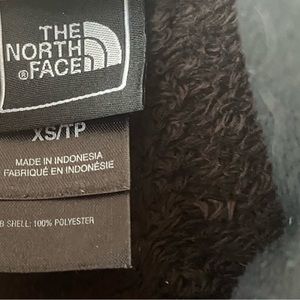 THE
NORTH
® FACE
XS/TP
MADE IN INDONESIA
FABRIQUÉ EN INDONÉSIE
B SHELL: 100% POLYESTER